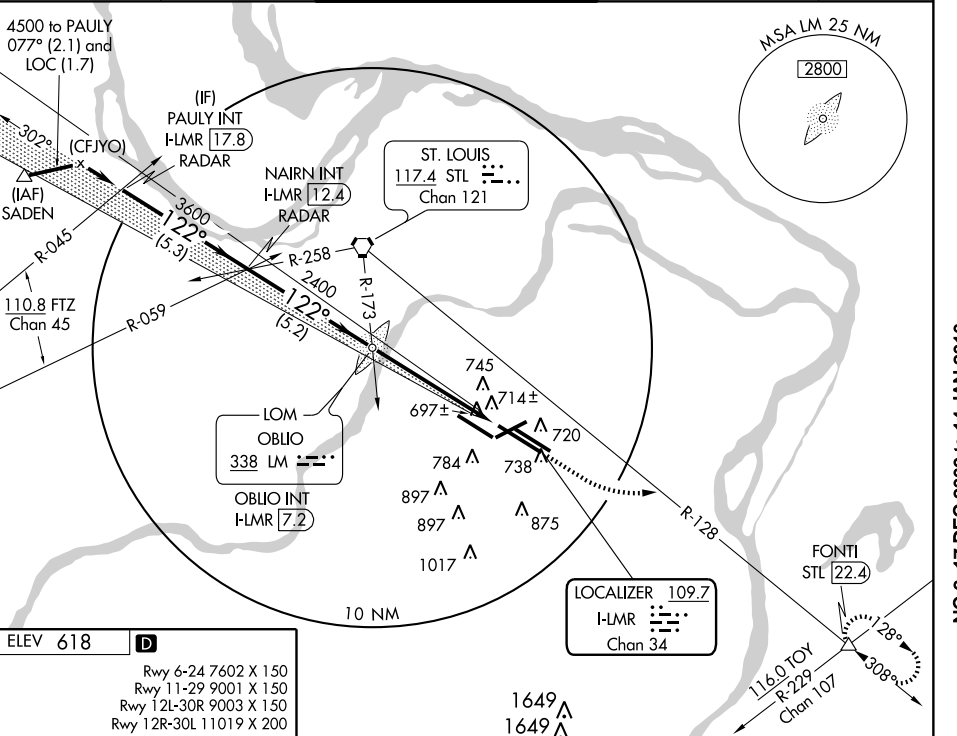 4500 to PAULY
077° (2.1) and
LOC (1.7)
MSA LM 25 NM
2800
(IF)
PAULY INT
I-LMR 17.8
RADAR
302°
(CFJYO)
(IAF)
SADEN
NAIRN INT
I-LMR 12.4
RADAR
ST. LOUIS
117.4 STL
Chan 121
3600
122°
(5.3)
R-045
R-258
R-173
2400
122°
(5.2)
110.8 FTZ
Chan 45
R-059
745
714±
697±
720
LOM
OBLIO
338 LM
784
738
OBLIO INT
I-LMR 7.2
897
897
875
1017
R-128
FONTI
STL 22.4
10 NM
LOCALIZER 109.7
I-LMR
Chan 34
128°
308°
116.0 TOY
R-229
Chan 107
ELEV 618 D
Rwy 6-24 7602 X 150
Rwy 11-29 9001 X 150
Rwy 12L-30R 9003 X 150
Rwy 12R-30L 11019 X 200
1649
1649